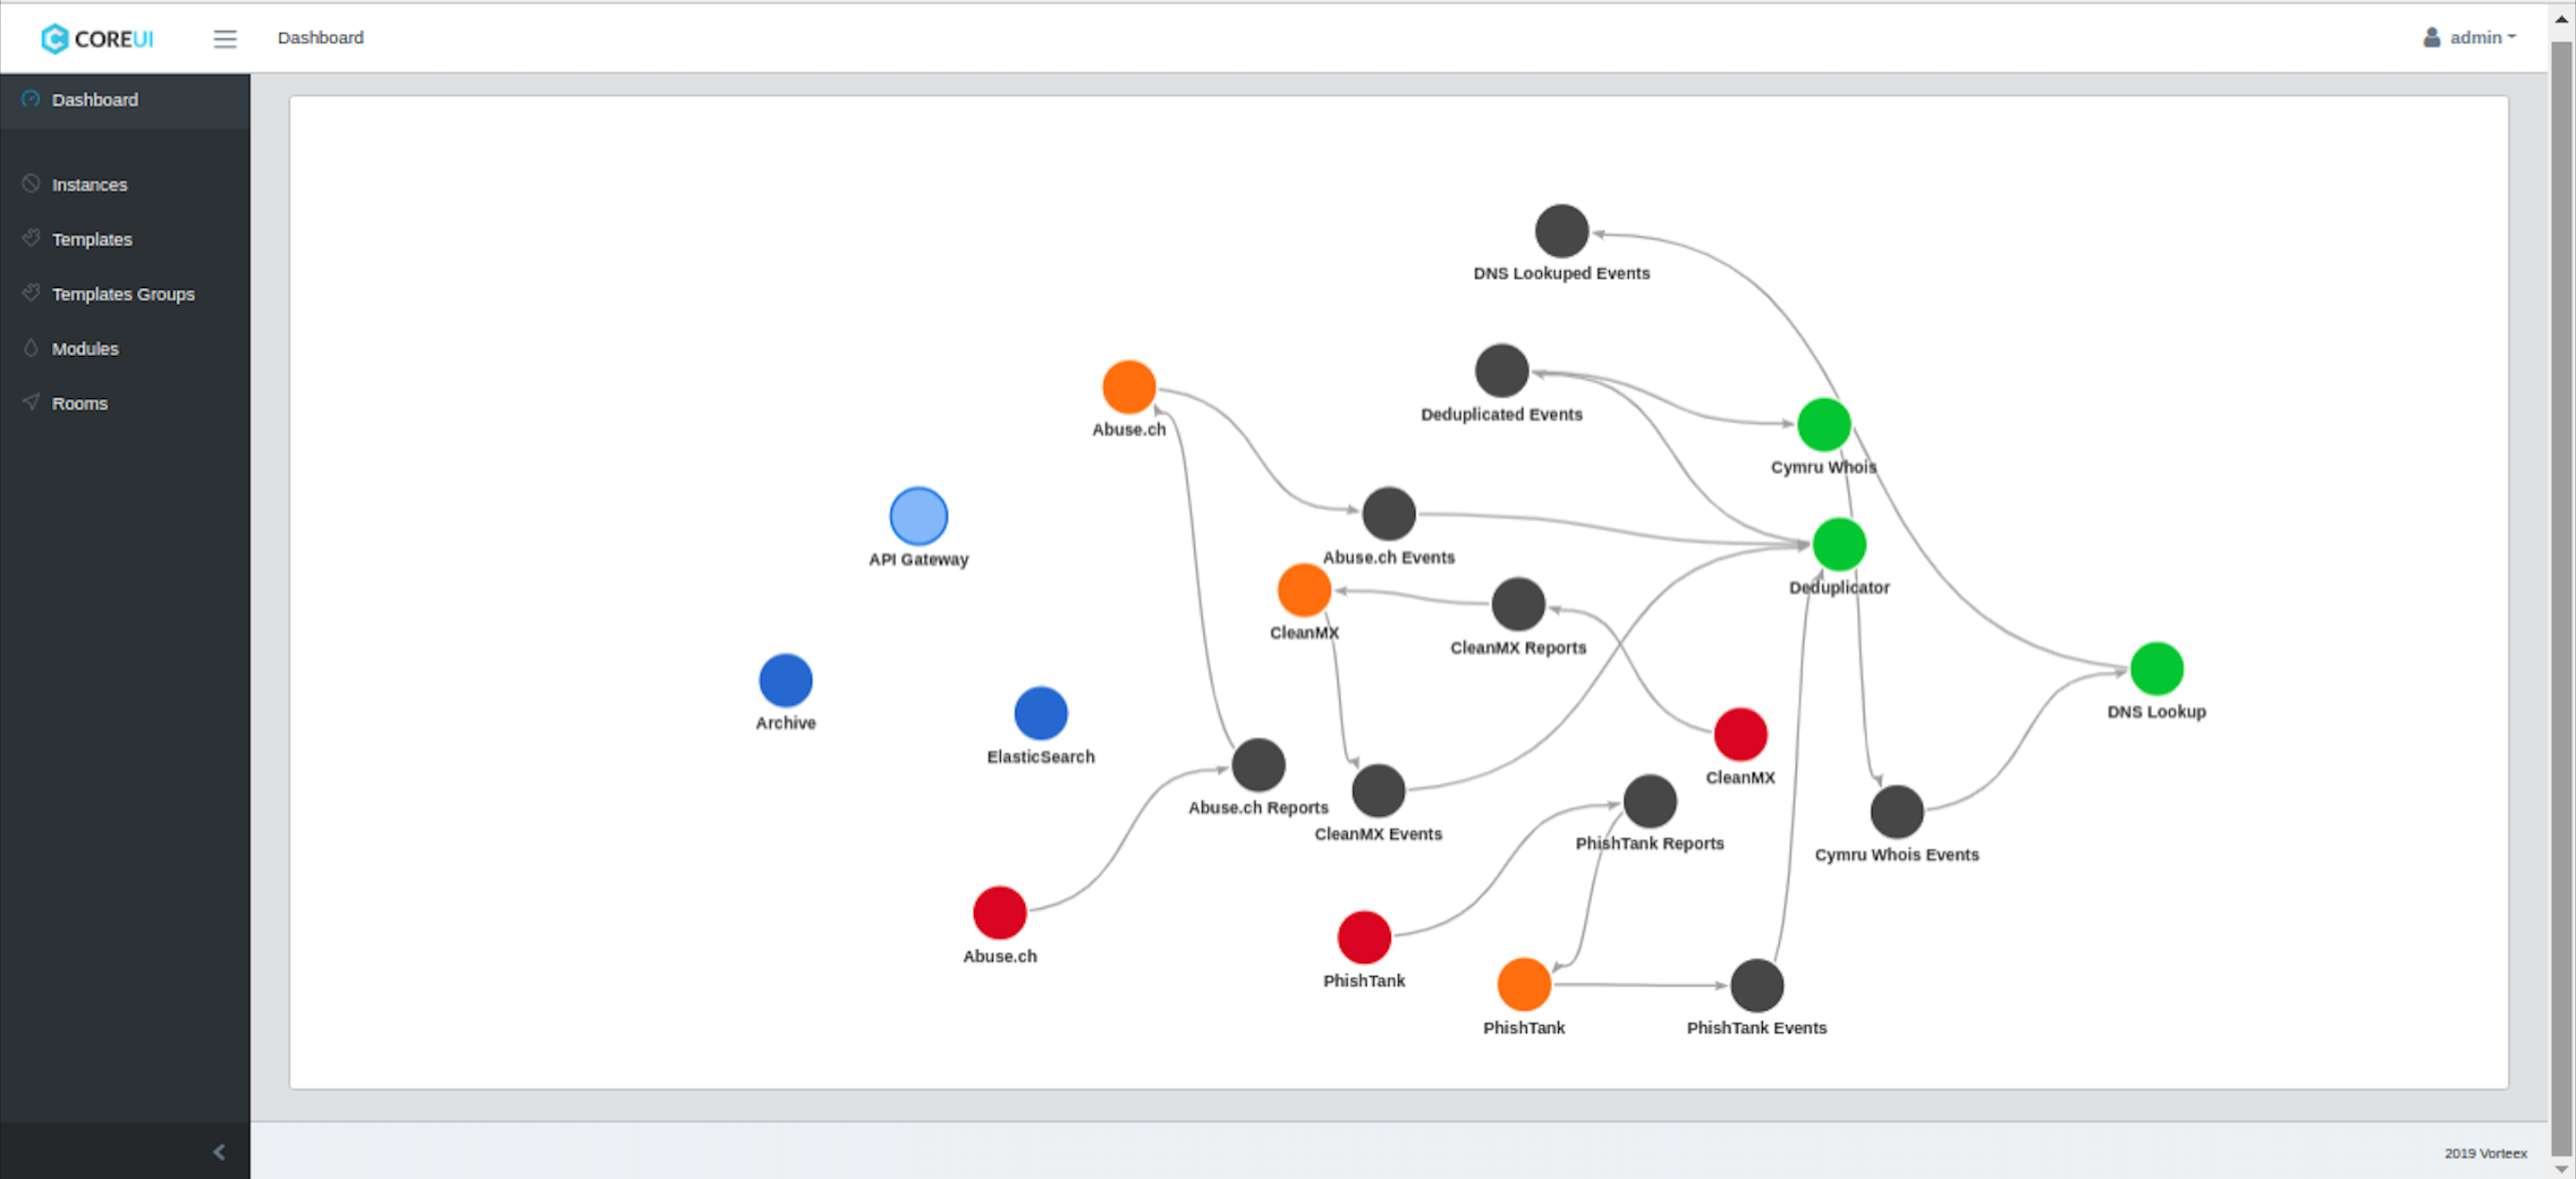 COREUI
Dashboard
admin
Dashboard
Instances
Templates
Templates Groups
Modules
Rooms
DNS Lookuped Events
Deduplicated Events
Abuse.ch
Cymru Whois
API Gateway
Abuse.ch Events
Deduplicator
CleanMX
CleanMX Reports
Archive
DNS Lookup
ElasticSearch
CleanMX
Abuse.ch Reports
CleanMX Events
PhishTank Reports
Cymru Whois Events
Abuse.ch
PhishTank
PhishTank
PhishTank Events
2019 Vorteex